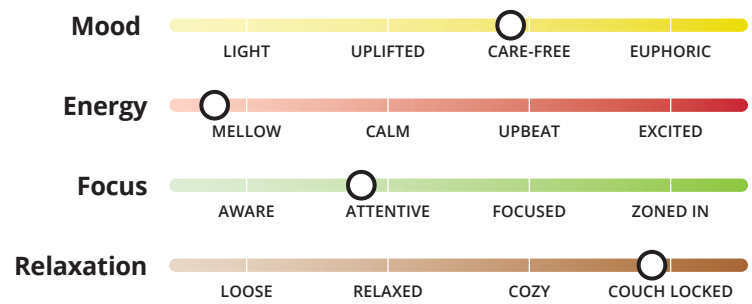 Mood
LIGHT UPLIFTED CARE-FREE EUPHORIC
Energy
MELLOW CALM UPBEAT EXCITED
Focus
AWARE ATTENTIVE FOCUSED ZONED IN
Relaxation
LOOSE RELAXED COZY COUCH LOCKED